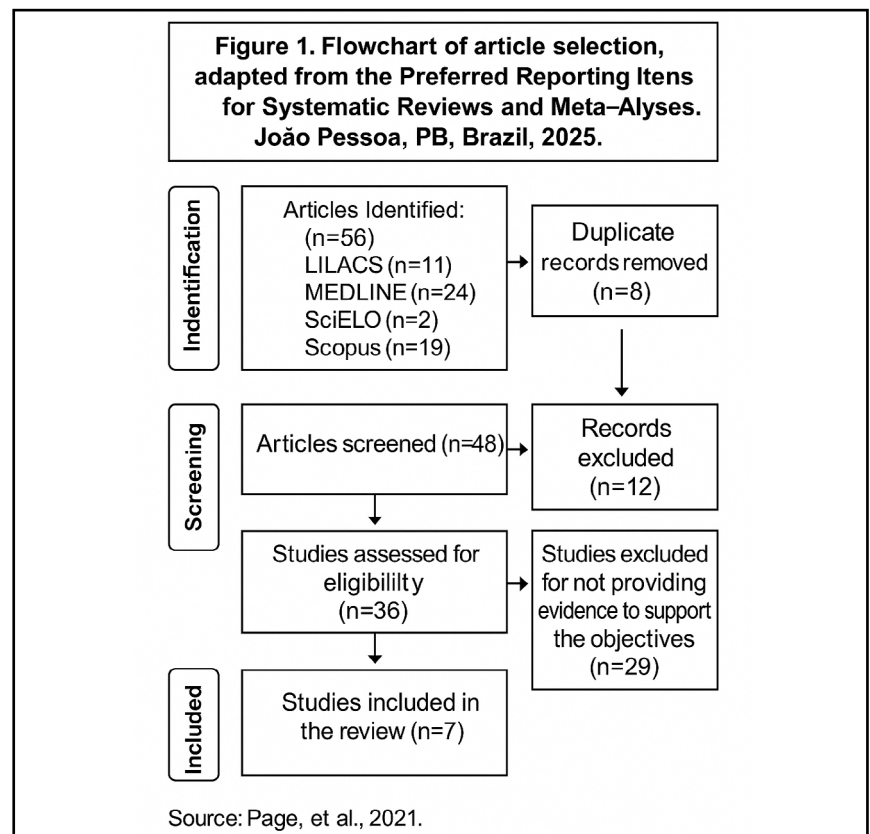 Figure 1. Flowchart of article selection,
adapted from the Preferred Reporting Itens
for Systematic Reviews and Meta–Alyses.
Joăo Pessoa, PB, Brazil, 2025.
Indentification
Articles Identified:
(n=56)
LILACS (n=11)
MEDLINE (n=24)
SciELO (n=2)
Scopus (n=19)
Duplicate
records removed
(n=8)
Screening
Articles screened (n=48)
Records
excluded
(n=12)
Studies assessed for
eligibililty
(n=36)
Studies excluded
for not providing
evidence to support
the objectives
(n=29)
Included
Studies included in
the review (n=7)
Source: Page, et al., 2021.